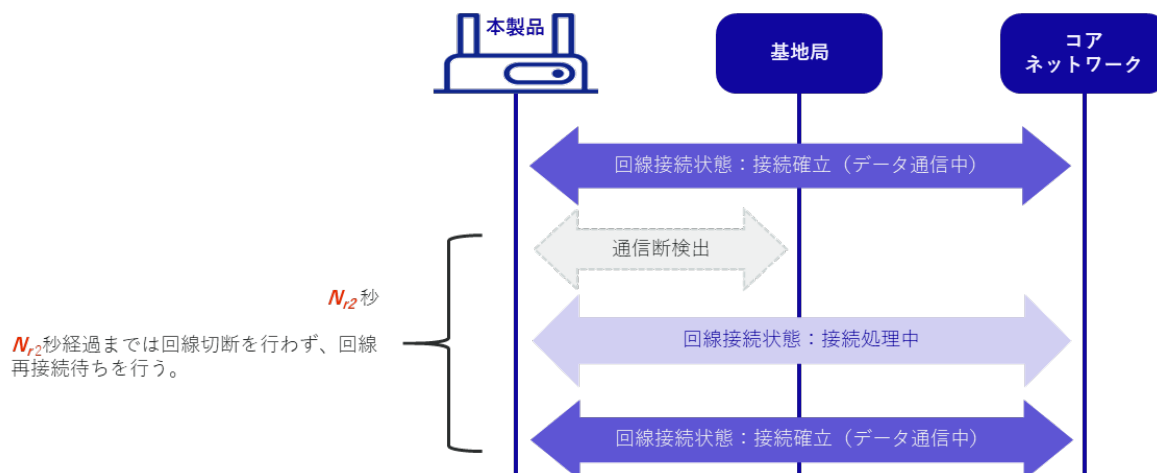 本製品
基地局
コア
ネットワーク
回線接続状態：接続確立（データ通信中）
通信断検出
Nr2秒
Nr2秒経過までは回線切断を行わず、回線
再接続待ちを行う。
回線接続状態：接続処理中
回線接続状態：接続確立（データ通信中）